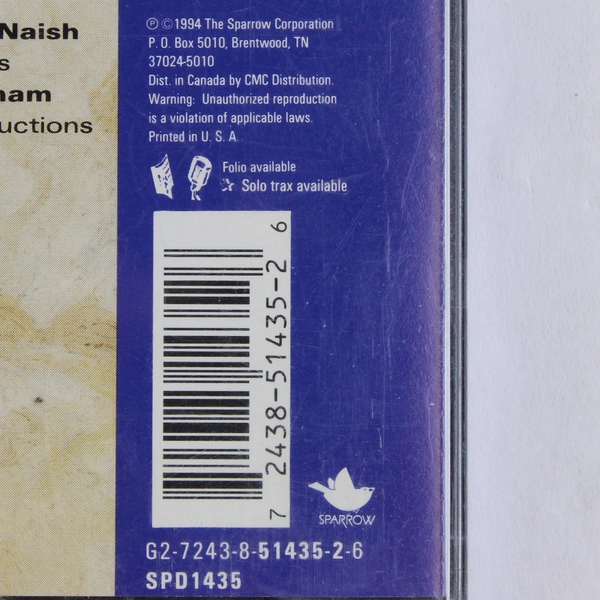 Naish
s
ham
uctions
Ⓟ ©1994 The Sparrow Corporation
P. O. Box 5010, Brentwood, TN
37024-5010
Dist. in Canada by CMC Distribution.
Warning: Unauthorized reproduction
is a violation of applicable laws.
Printed in U. S. A.
Folio available
Solo trax available
7 2438-51435-2 6
SPARROW
G2-7243-8-51435-2-6
SPD1435